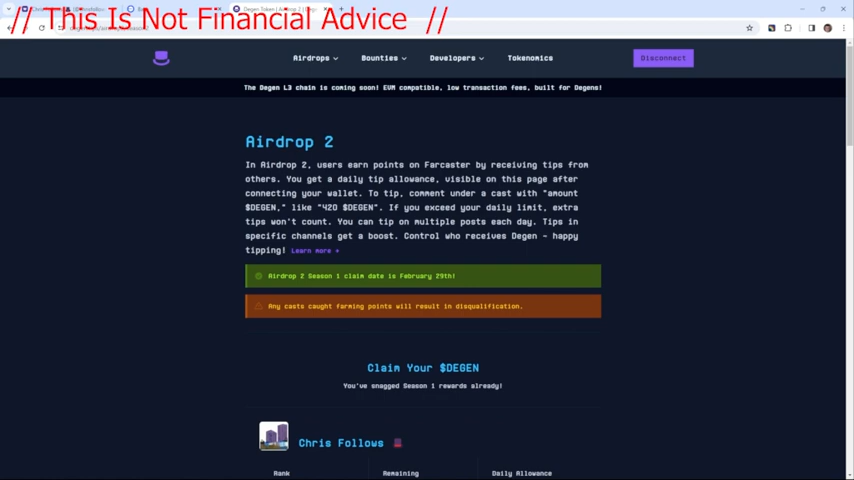 // This Is Not Financial Advice //
Airdrops Bounties Developers Tokenomics Disconnect
The Degen L3 chain is coming soon! EVM compatible, low transaction fees, built for Degens!
Airdrop 2
In Airdrop 2, users earn points on Farcaster by receiving tips from
others. You get a daily tip allowance, visible on this page after
connecting your wallet. To tip, comment under a cast with "amount
$DEGEN," like "420 $DEGEN". If you exceed your daily limit, extra
tips won't count. You can tip on multiple posts each day. Tips in
specific channels get a boost. Control who receives Degen - happy
tipping! Learn more →
Airdrop 2 Season 1 claim date is February 29th!
Any casts caught farming points will result in disqualification.
Claim Your $DEGEN
You've snagged Season 1 rewards already!
Chris Follows
Rank Remaining Daily Allowance